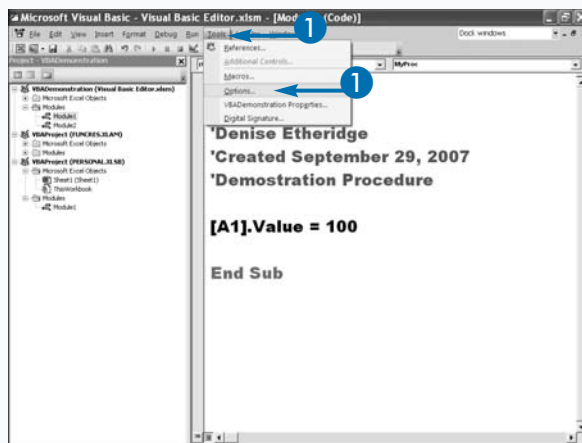 Microsoft Visual Basic - Visual Basic Editor.xlsm - [Mod (Code)]
File Edit View Insert Format Debug Run Tools
Dock windows
1
References...
Additional Controls...
Macros...
Options...
1
VBADemonstration Properties...
Digital Signature...
Project - VBADemonstration
MyProc
VBADemonstration (Visual Basic Editor.xlsm)
Microsoft Excel Objects
Modules
Module1
Module2
VBAProject (FUNCRES.XLAM)
Microsoft Excel Objects
Modules
VBAProject (PERSONAL.XLSB)
Microsoft Excel Objects
Sheet1 (Sheet1)
ThisWorkbook
Modules
Module1
'Denise Etheridge
'Created September 29, 2007
'Demostration Procedure
[A1].Value = 100
End Sub